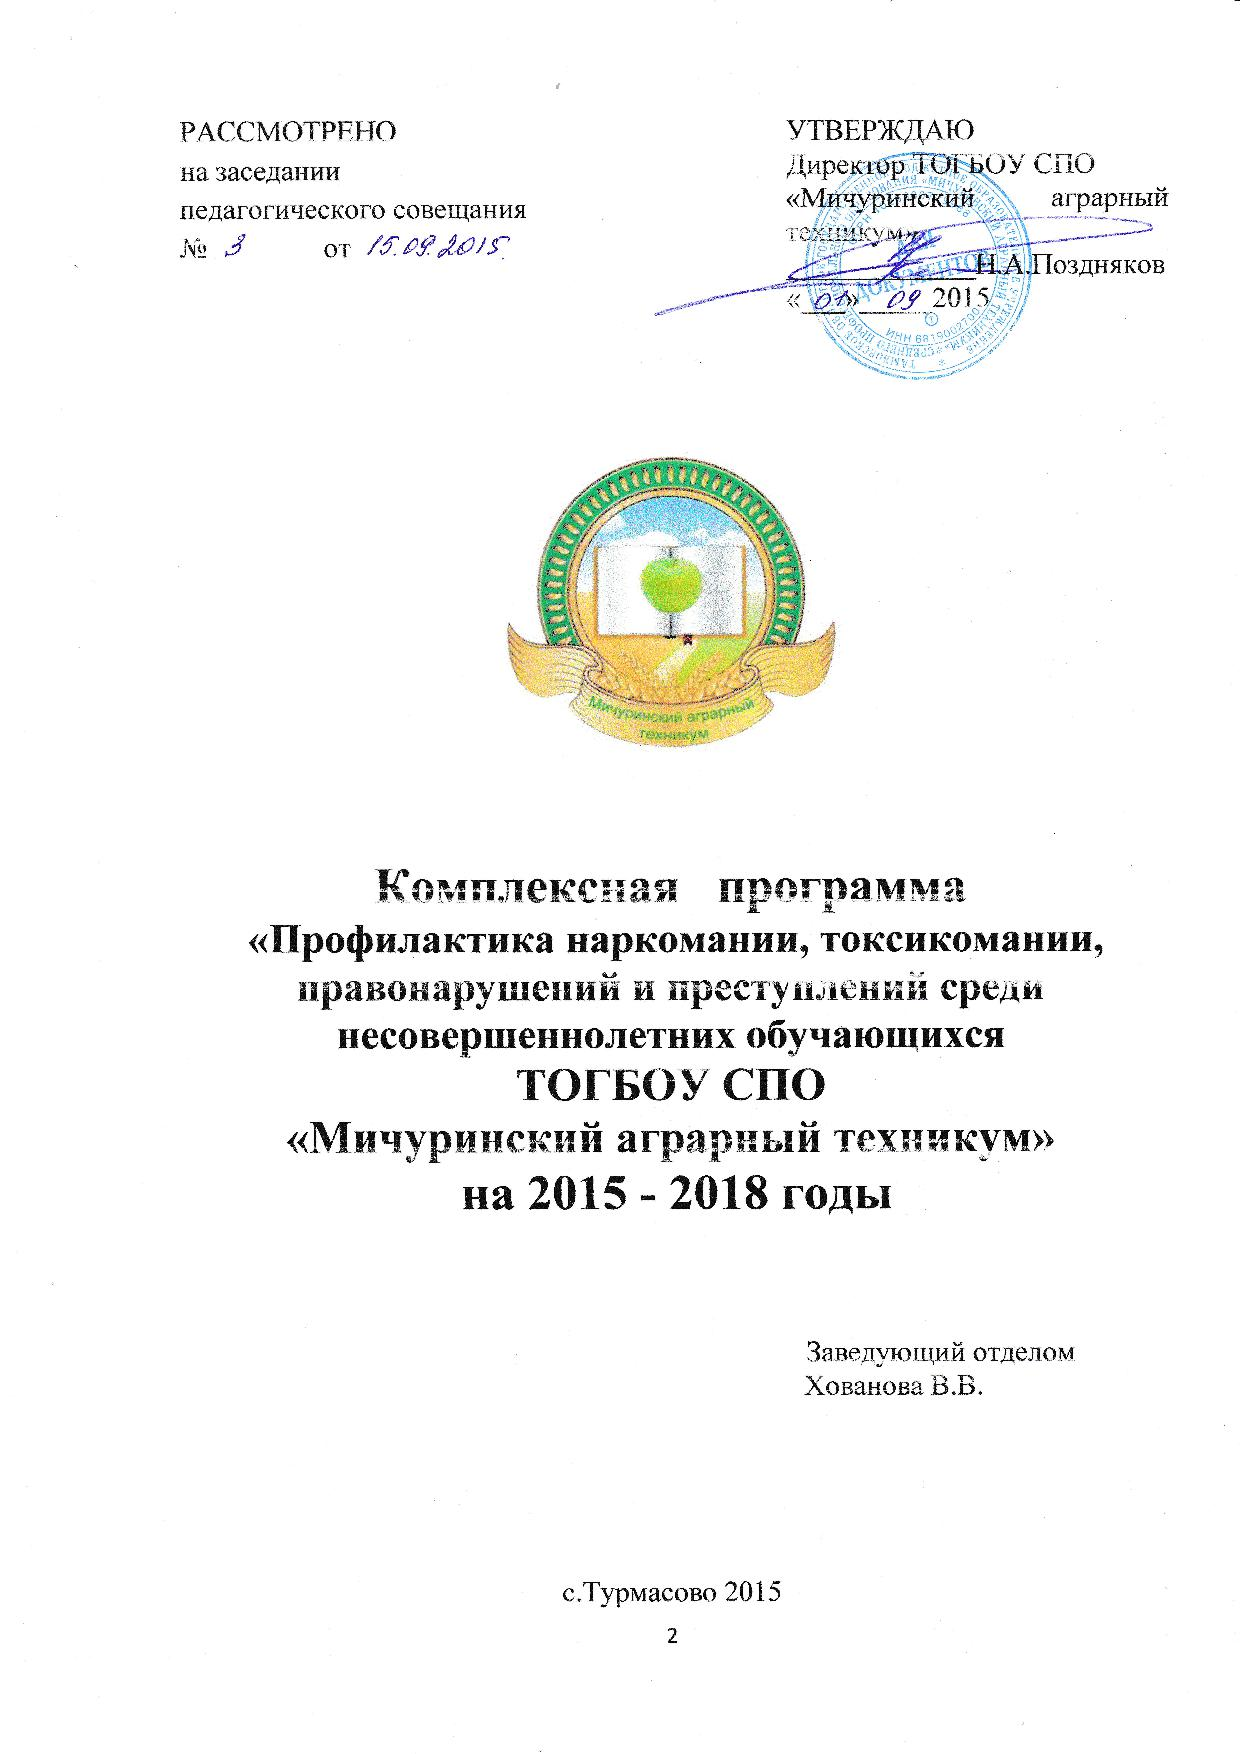 РАССМОТРЕНО
на заседании
педагогического совещания
№ 3 от 15.09.2015
УТВЕРЖДАЮ
Директор ТОГБОУ СПО
«Мичуринский аграрный
техникум»
Н.А.Поздняков
« 01 » 09 2015
ДОКУМЕНТОВ
Мичуринский аграрный
техникум
Комплексная программа
«Профилактика наркомании, токсикомании,
правонарушений и преступлений среди
несовершеннолетних обучающихся
ТОГБОУ СПО
«Мичуринский аграрный техникум»
на 2015 - 2018 годы
Заведующий отделом
Хованова В.В.
с.Турмасово 2015
2